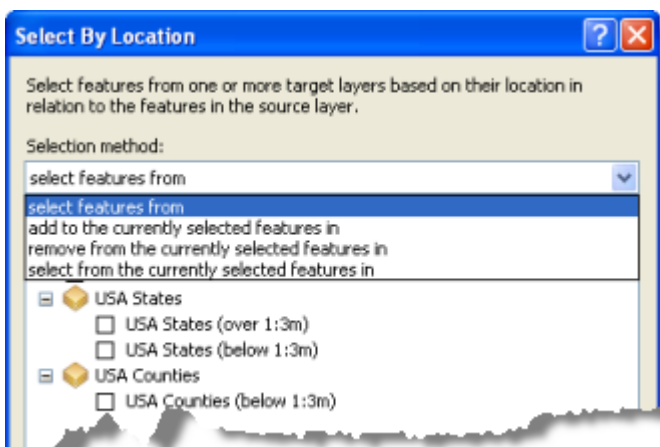 Select By Location
Select features from one or more target layers based on their location in
relation to the features in the source layer.
Selection method:
select features from
select features from
add to the currently selected features in
remove from the currently selected features in
select from the currently selected features in
USA States
USA States (over 1:3m)
USA States (below 1:3m)
USA Counties
USA Counties (below 1:3m)